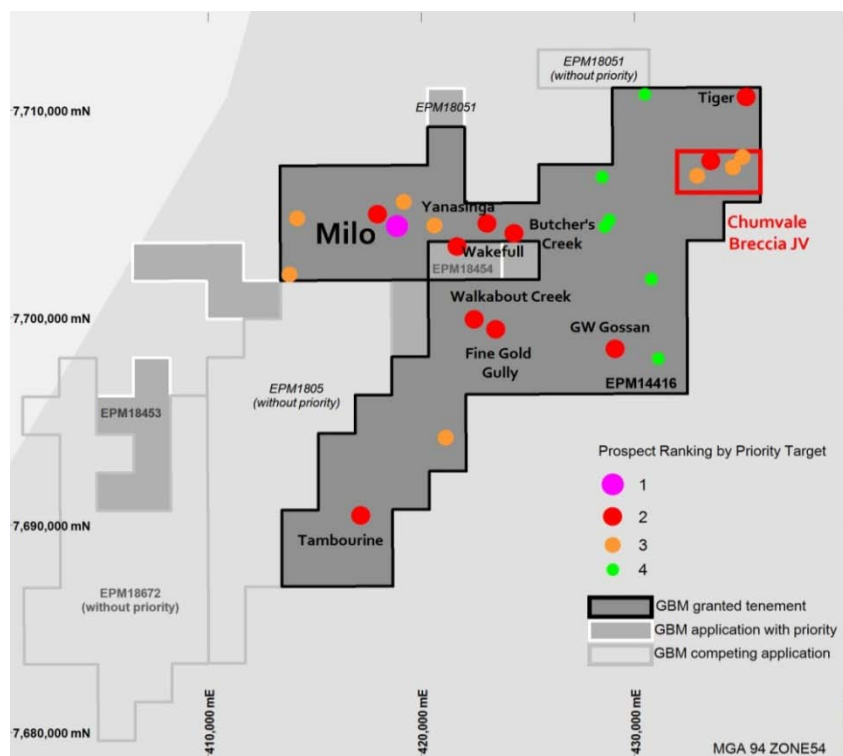 EPM18051
(without priority)
7,710,000 mN
EPM18051
Tiger
Yanasinga
Milo
Butcher's
Creek
Chumvale
Breccia JV
Wakefull
EPM18454
7,700,000 mN
Walkabout Creek
GW Gossan
Fine Gold
Gully
EPM14416
EPM1805
(without priority)
EPM18453
Prospect Ranking by Priority Target
1
2
3
4
7,690,000 mN
Tambourine
EPM18672
(without priority)
GBM granted tenement
GBM application with priority
GBM competing application
7,680,000 mN
410,000 mE
420,000 mE
430,000 mE
MGA 94 ZONE54